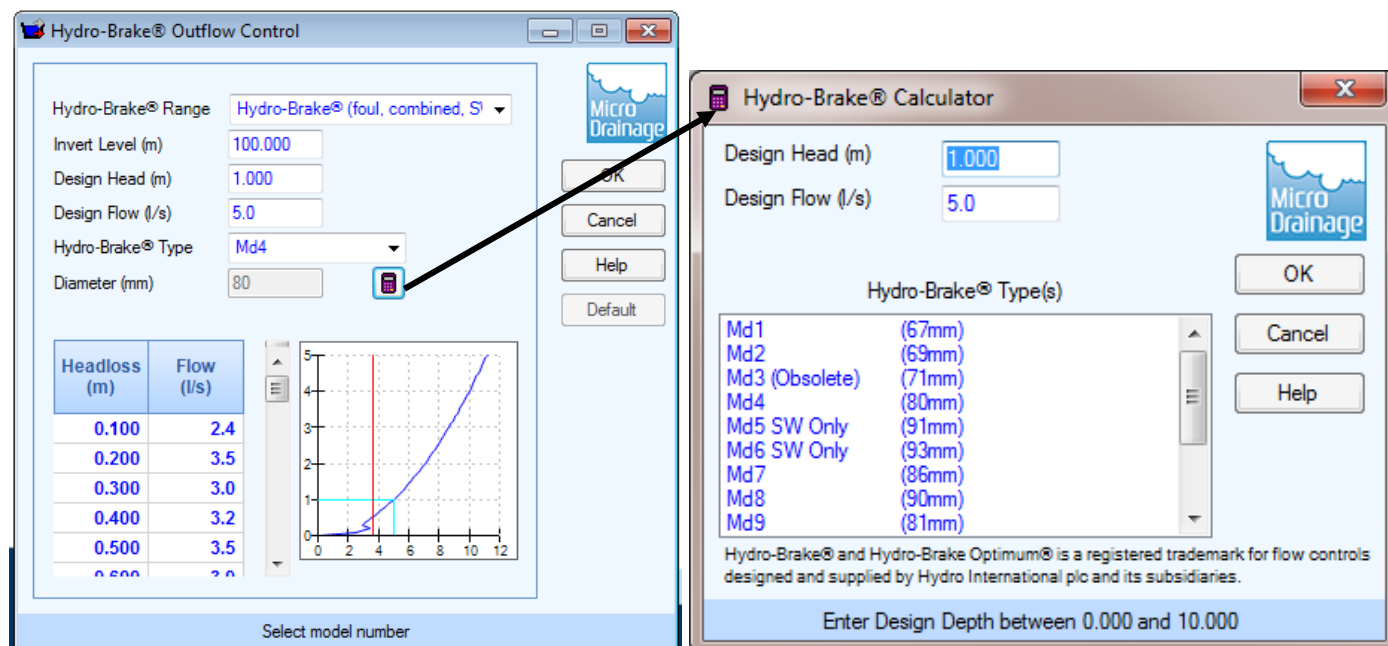 Hydro-Brake® Outflow Control
Hydro-Brake® Range Hydro-Brake® (foul, combined, S
Micro
Drainage
Invert Level (m) 100.000
Design Head (m) 1.000
OK
Design Flow (l/s) 5.0
Cancel
Hydro-Brake® Type Md4
Help
Diameter (mm) 80
Default
Headloss (m) Flow (l/s)
0.100 2.4
0.200 3.5
0.300 3.0
0.400 3.2
0.500 3.5
5
4
3
2
1
0
0 2 4 6 8 10 12
Select model number
Hydro-Brake® Calculator
Design Head (m) 1.000
Design Flow (l/s) 5.0
Micro
Drainage
OK
Cancel
Help
Hydro-Brake® Type(s)
Md1 (67mm)
Md2 (69mm)
Md3 (Obsolete) (71mm)
Md4 (80mm)
Md5 SW Only (91mm)
Md6 SW Only (93mm)
Md7 (86mm)
Md8 (90mm)
Md9 (81mm)
Hydro-Brake® and Hydro-Brake Optimum® is a registered trademark for flow controls
designed and supplied by Hydro International plc and its subsidiaries.
Enter Design Depth between 0.000 and 10.000